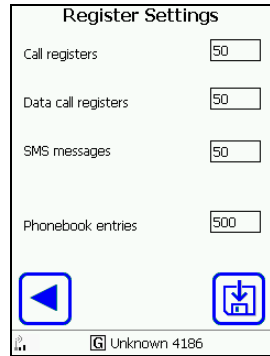 Register Settings
Call registers 50
Data call registers 50
SMS messages 50
Phonebook entries 500
G Unknown 4186